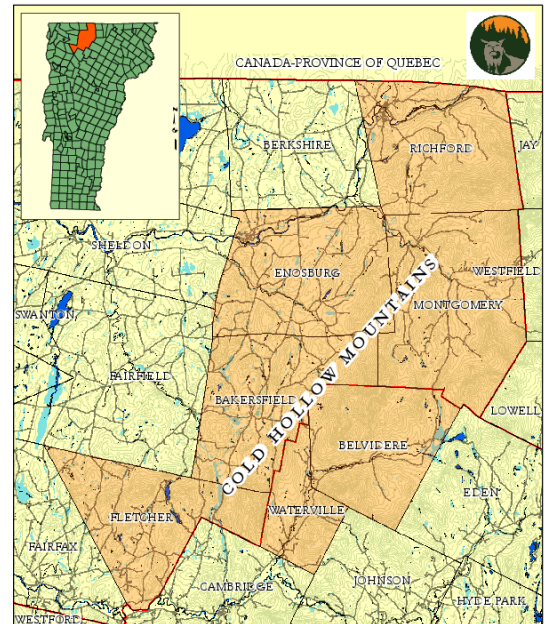 CANADA-PROVINCE OF QUEBEC
BERKSHIRE
RICHFORD
JAY
SHELDON
ENOSBURG
WESTFIELD
SWANTON
MONTGOMERY
FAIRFIELD
BAKERSFIELD
LOWELL
COLD HOLLOW MOUNTAINS
BELVIDERE
EDEN
FLETCHER
WATERVILLE
FAIRFAX
CAMBRIDGE
JOHNSON
HYDE PARK
WESTFORD